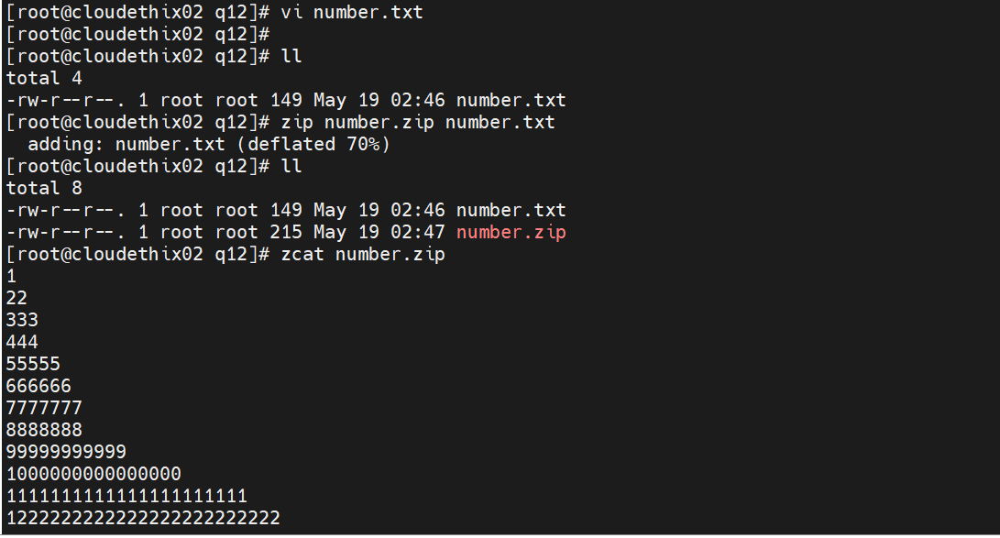 [root@cloudethix02 q12]# vi number.txt
[root@cloudethix02 q12]#
[root@cloudethix02 q12]# ll
total 4
-rw-r--r--. 1 root root 149 May 19 02:46 number.txt
[root@cloudethix02 q12]# zip number.zip number.txt
  adding: number.txt (deflated 70%)
[root@cloudethix02 q12]# ll
total 8
-rw-r--r--. 1 root root 149 May 19 02:46 number.txt
-rw-r--r--. 1 root root 215 May 19 02:47 number.zip
[root@cloudethix02 q12]# zcat number.zip
1
22
333
444
55555
666666
7777777
8888888
99999999999
1000000000000000
1111111111111111111111
1222222222222222222222222